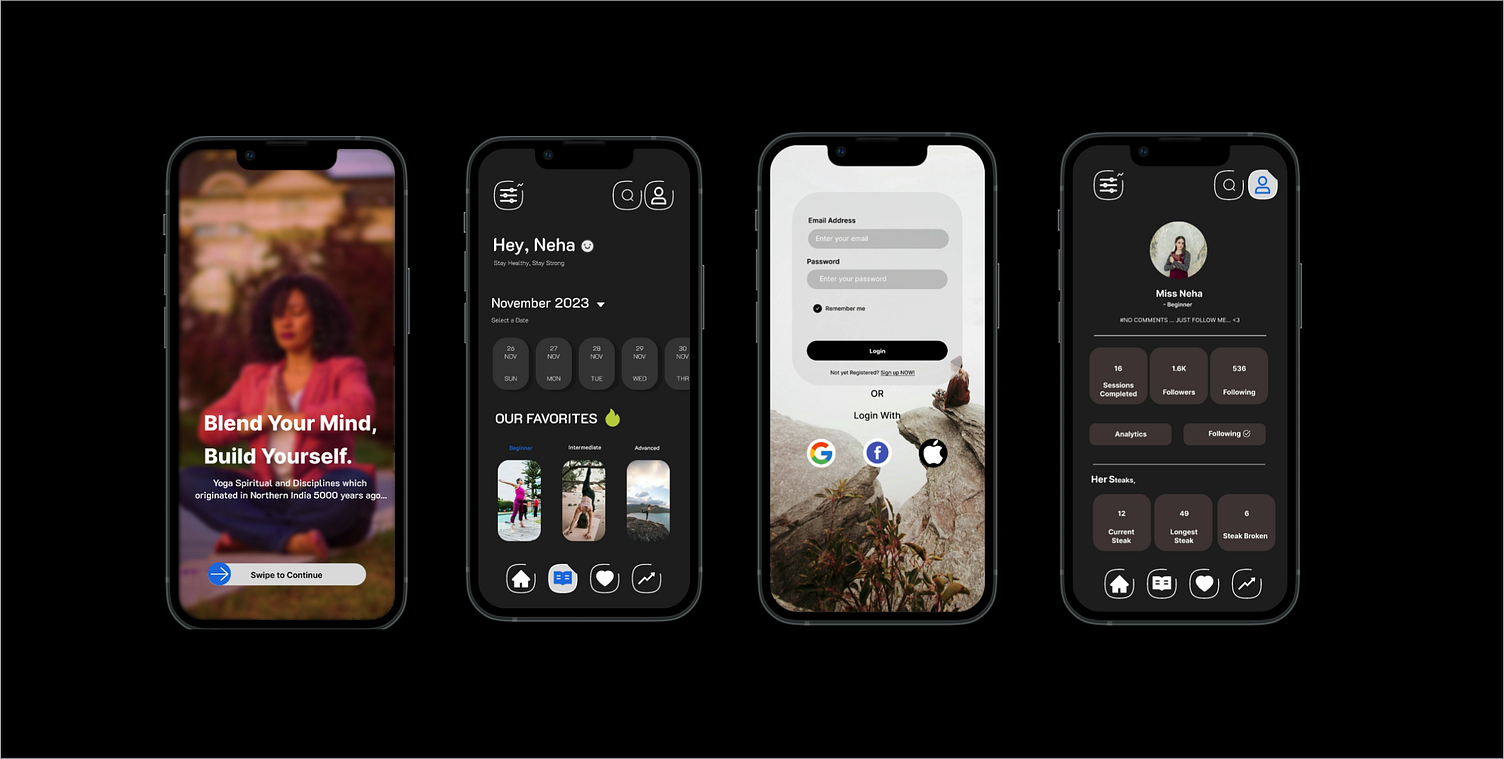 Blend Your Mind,
Build Yourself.
Yoga Spiritual and Disciplines which
originated in Northern India 5000 years ago...
Swipe to Continue
Hey, Neha
Stay Healthy, Stay Strong
November 2023
Select a Date
26 27 28 29 30
NOV NOV NOV NOV NOV
SUN MON TUE WED THR
OUR FAVORITES
Beginner Intermediate Advanced
Email Address
Enter your email
Password
Enter your password
Remember me
Login
Not yet Registered? Sign up NOW!
OR
Login With
Miss Neha
- Beginner
#NO COMMENTS ... JUST FOLLOW ME... <3
16 1.6K 536
Sessions
Completed Followers Following
Analytics Following
Her Steaks,
12 49 6
Current Longest Steak Broken
Steak Steak